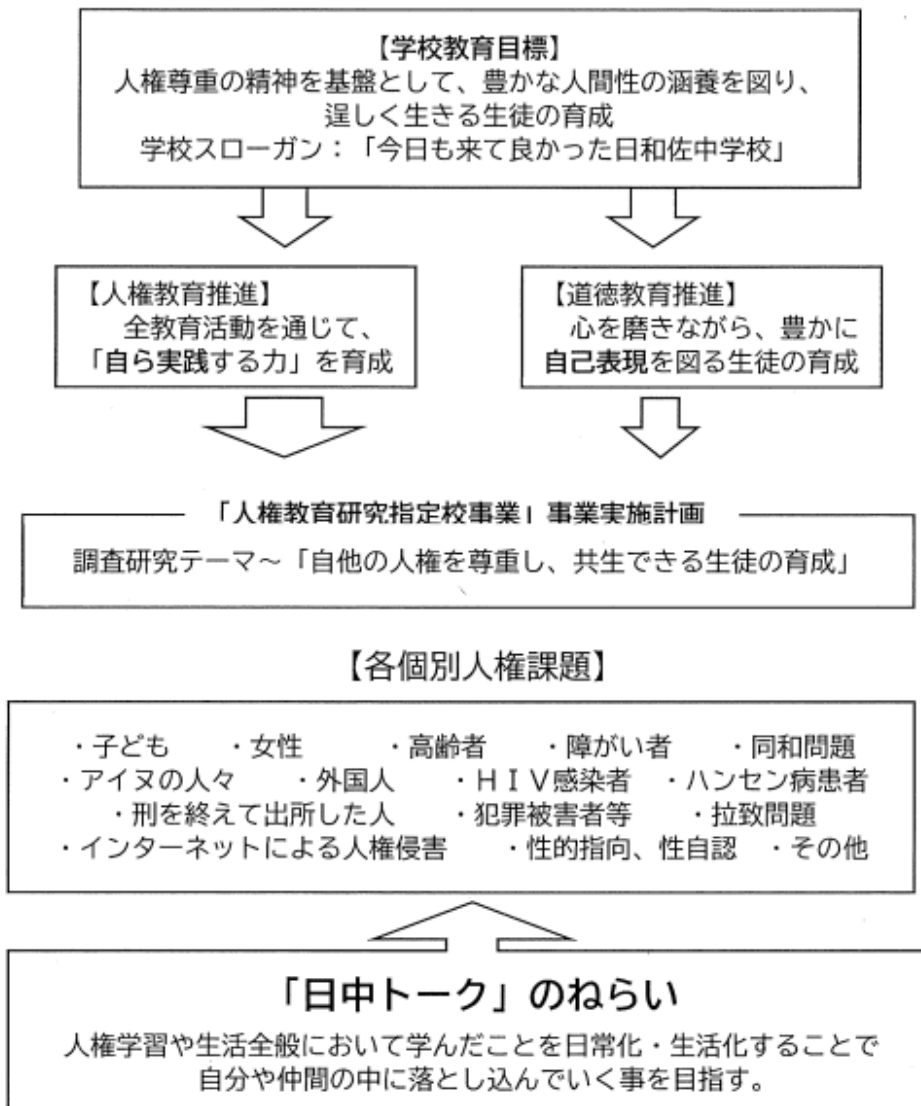 【学校教育目標】
人権尊重の精神を基盤として、豊かな人間性の涵養を図り、
逞しく生きる生徒の育成
学校スローガン：「今日も来て良かった日和佐中学校」
【人権教育推進】
全教育活動を通じて、
「自ら実践する力」を育成
【道徳教育推進】
心を磨きながら、豊かに
自己表現を図る生徒の育成
「人権教育研究指定校事業」事業実施計画
調査研究テーマ～「自他の人権を尊重し、共生できる生徒の育成」
【各個別人権課題】
・子ども ・女性 ・高齢者 ・障がい者 ・同和問題
・アイヌの人々 ・外国人 ・ＨＩＶ感染者 ・ハンセン病患者
・刑を終えて出所した人 ・犯罪被害者等 ・拉致問題
・インターネットによる人権侵害 ・性的指向、性自認 ・その他
「日中トーク」のねらい
人権学習や生活全般において学んだことを日常化・生活化することで
自分や仲間の中に落とし込んでいく事を目指す。